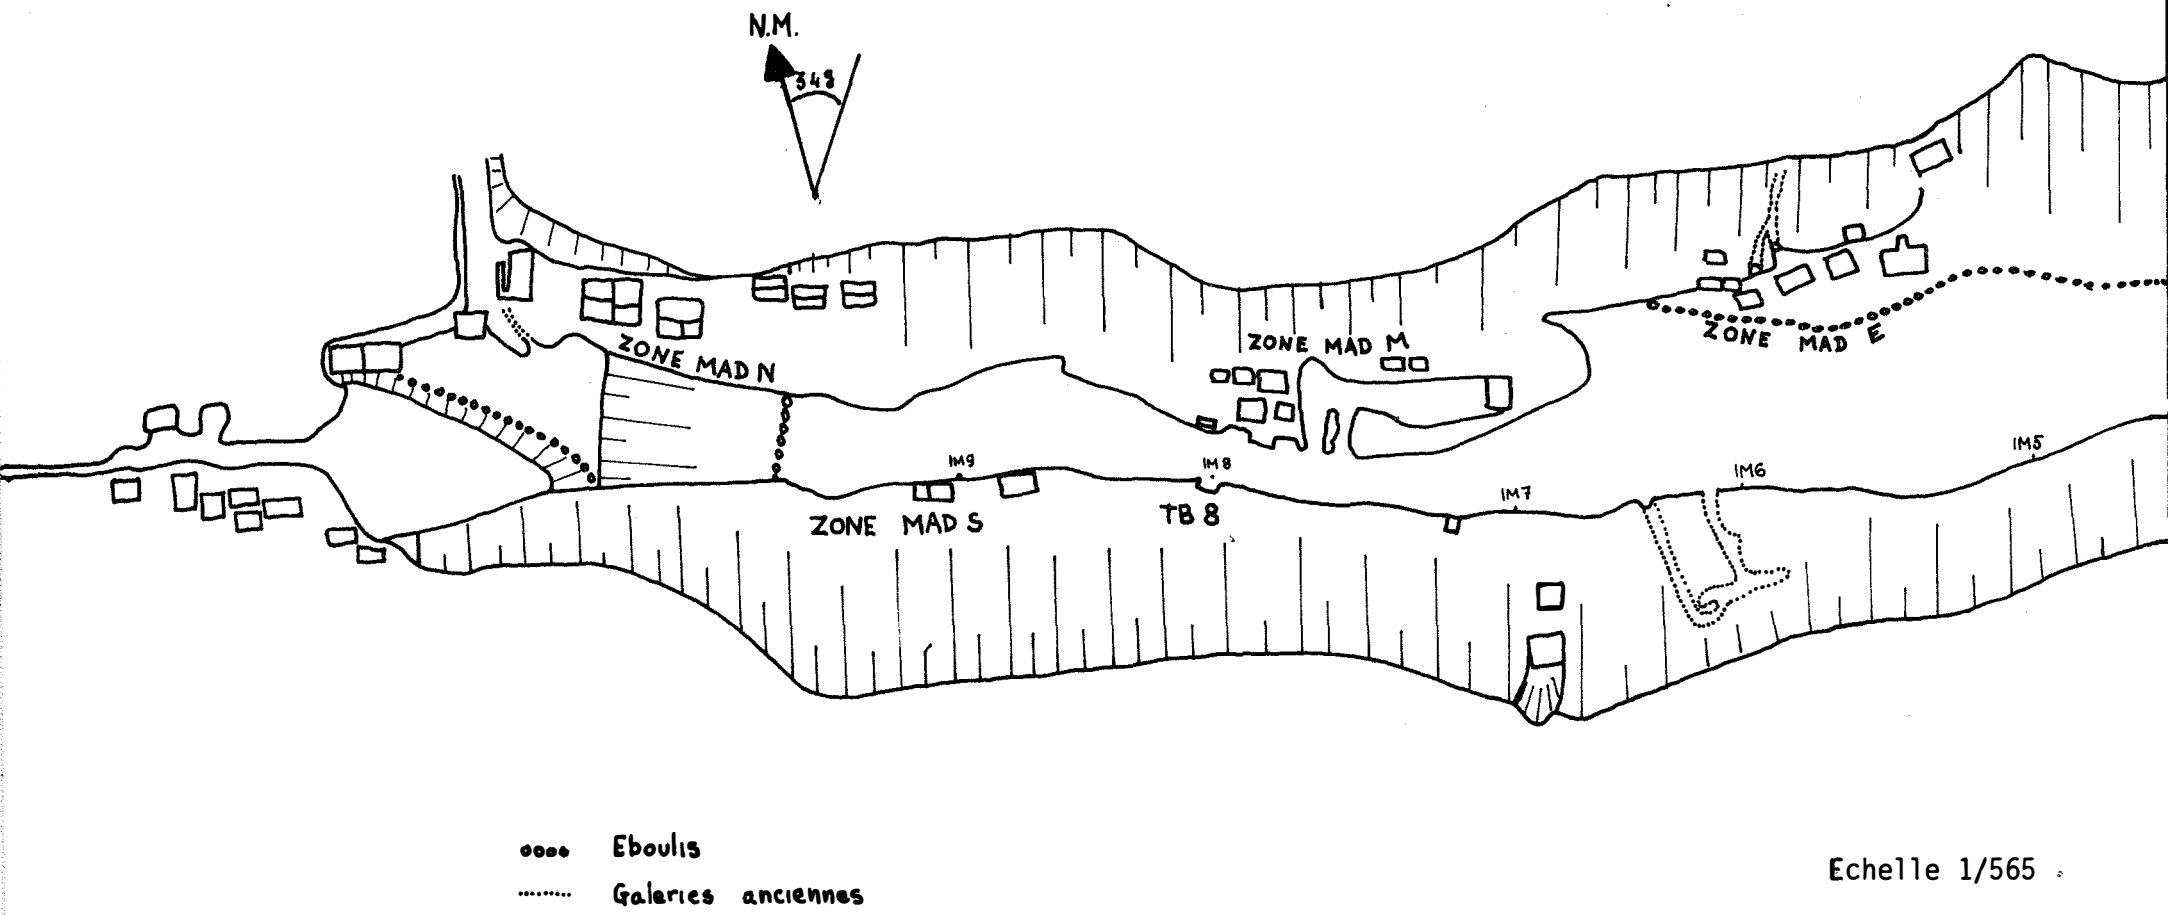 N.M.
34g
ZONE MAD N
ZONE MAD M
ZONE MAD E
IM9
IM8
IM7
IM6
IM5
ZONE MAD S
TB 8
Eboulis
Galeries anciennes
Echelle 1/565